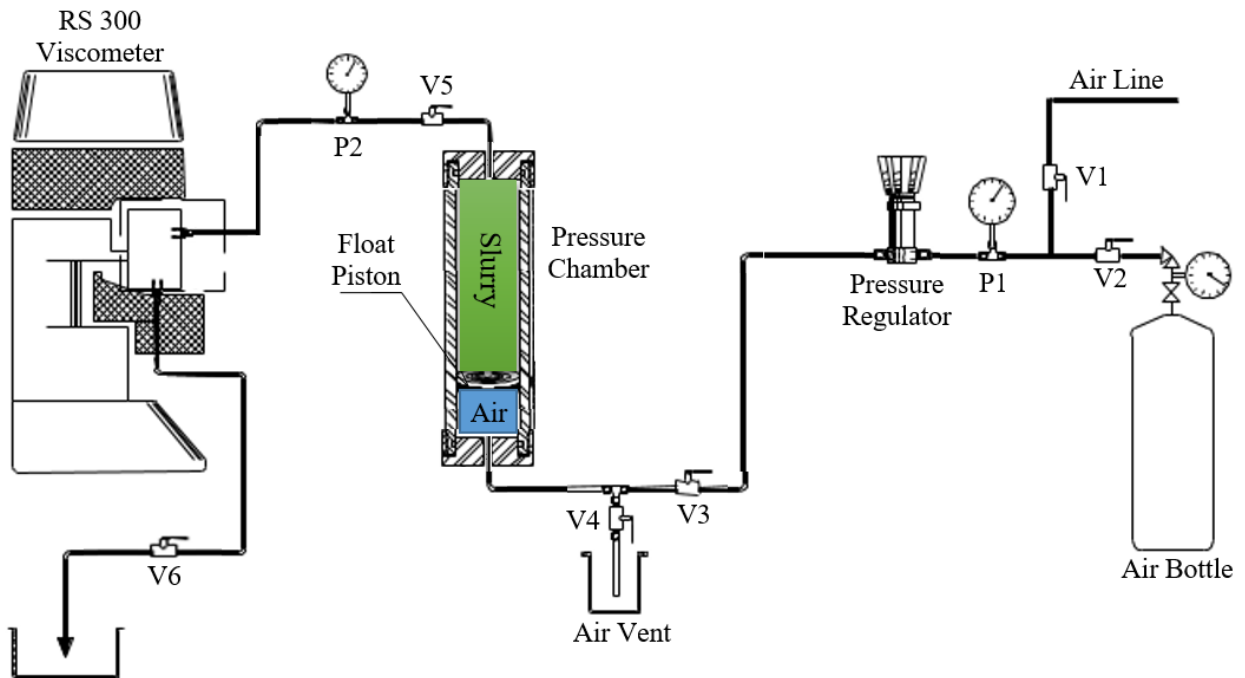 RS 300
Viscometer
V5
P2
Air Line
V1
Float
Piston
Slurry
Pressure
Chamber
Air
Pressure
Regulator
P1
V2
V4
V3
V6
Air Vent
Air Bottle